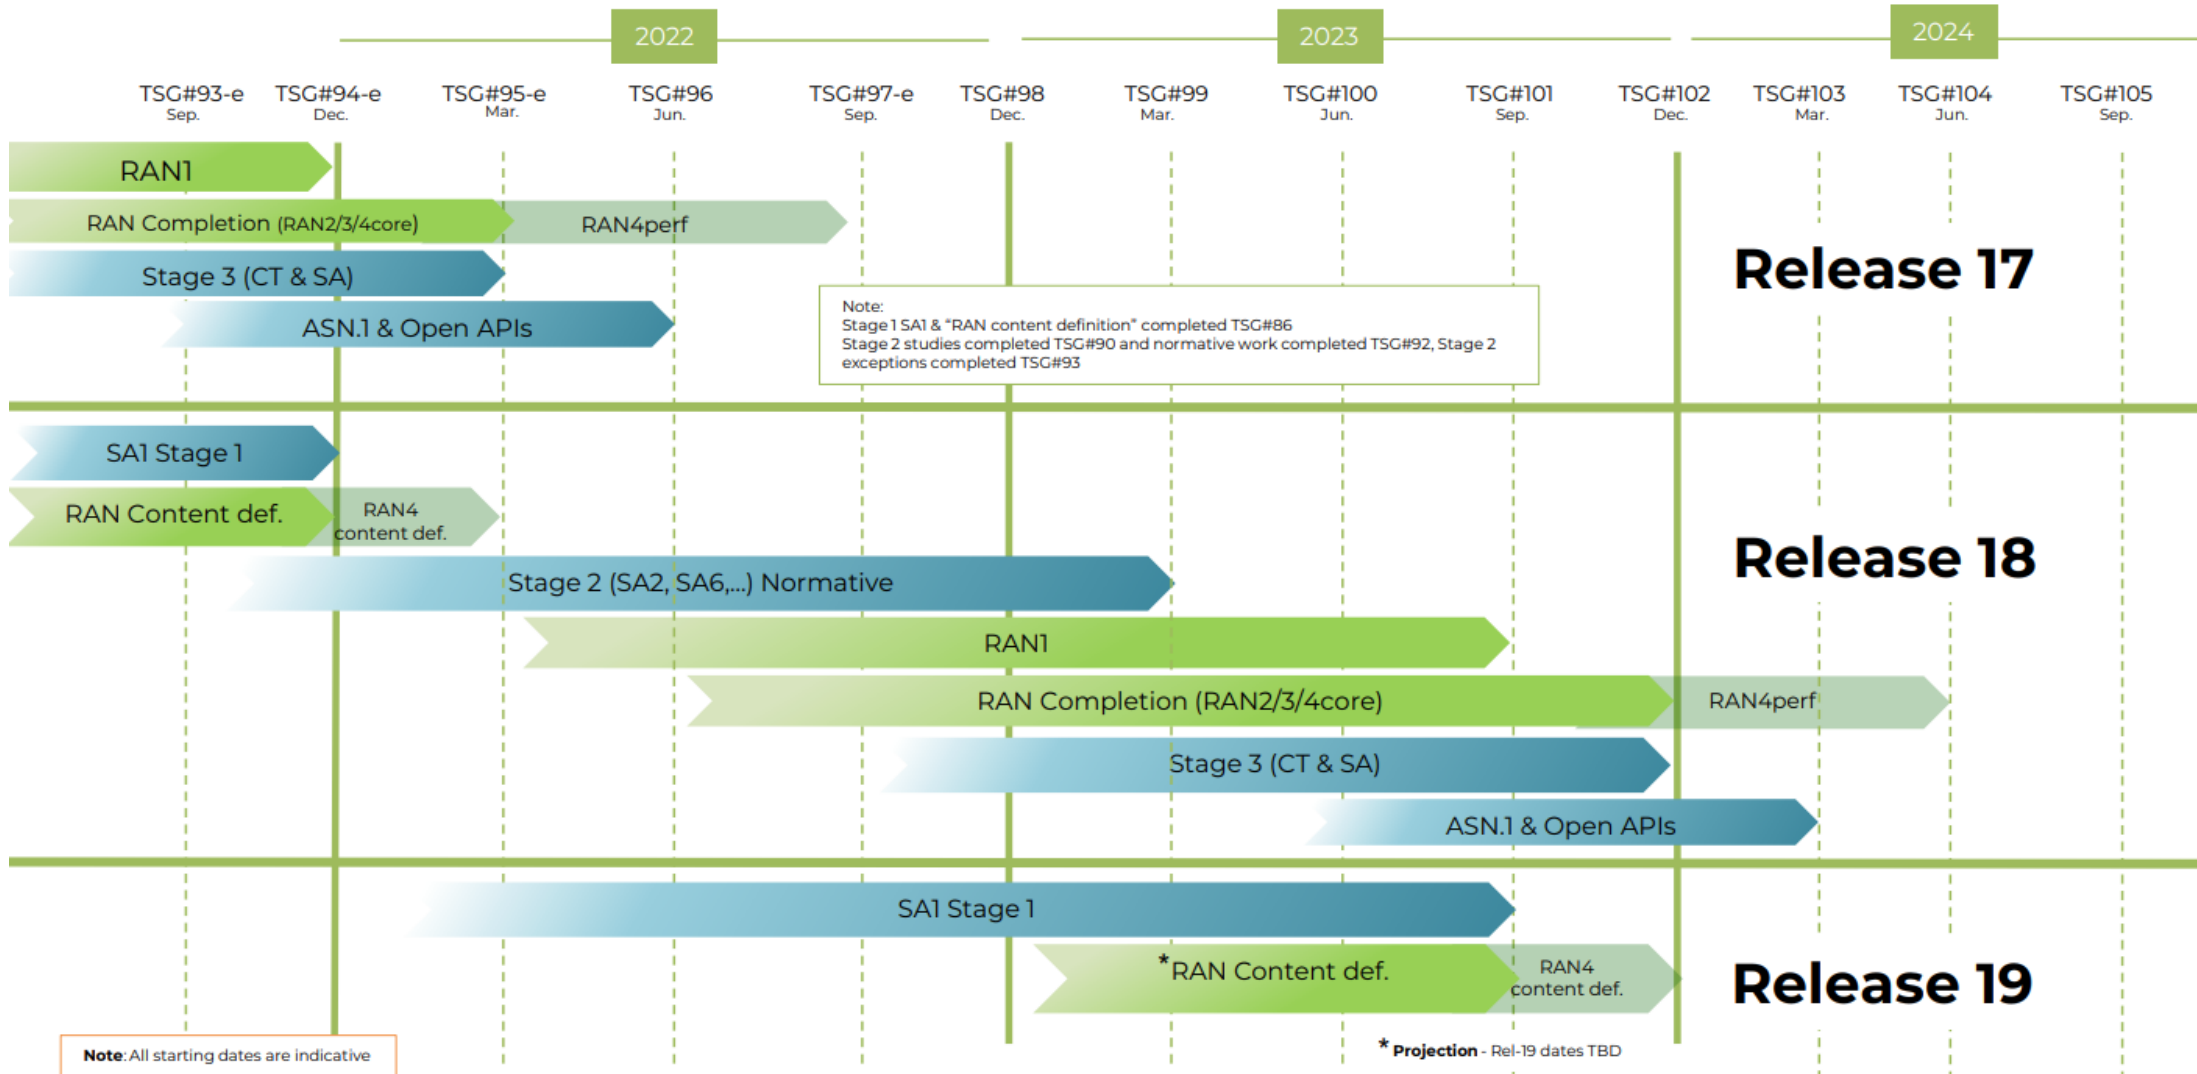 2022
2023
2024
TSG#93-e
Sep.
TSG#94-e
Dec.
TSG#95-e
Mar.
TSG#96
Jun.
TSG#97-e
Sep.
TSG#98
Dec.
TSG#99
Mar.
TSG#100
Jun.
TSG#101
Sep.
TSG#102
Dec.
TSG#103
Mar.
TSG#104
Jun.
TSG#105
Sep.
RAN1
RAN Completion (RAN2/3/4core)
RAN4perf
Stage 3 (CT & SA)
ASN.1 & Open APIs
Release 17
Note:
Stage 1 SA1 & “RAN content definition” completed TSG#86
Stage 2 studies completed TSG#90 and normative work completed TSG#92, Stage 2
exceptions completed TSG#93
SA1 Stage 1
RAN Content def.
RAN4
content def.
Stage 2 (SA2, SA6,...) Normative
RAN1
RAN Completion (RAN2/3/4core)
RAN4perf
Stage 3 (CT & SA)
ASN.1 & Open APIs
Release 18
SA1 Stage 1
*RAN Content def.
RAN4
content def.
Release 19
Note: All starting dates are indicative
* Projection - Rel-19 dates TBD